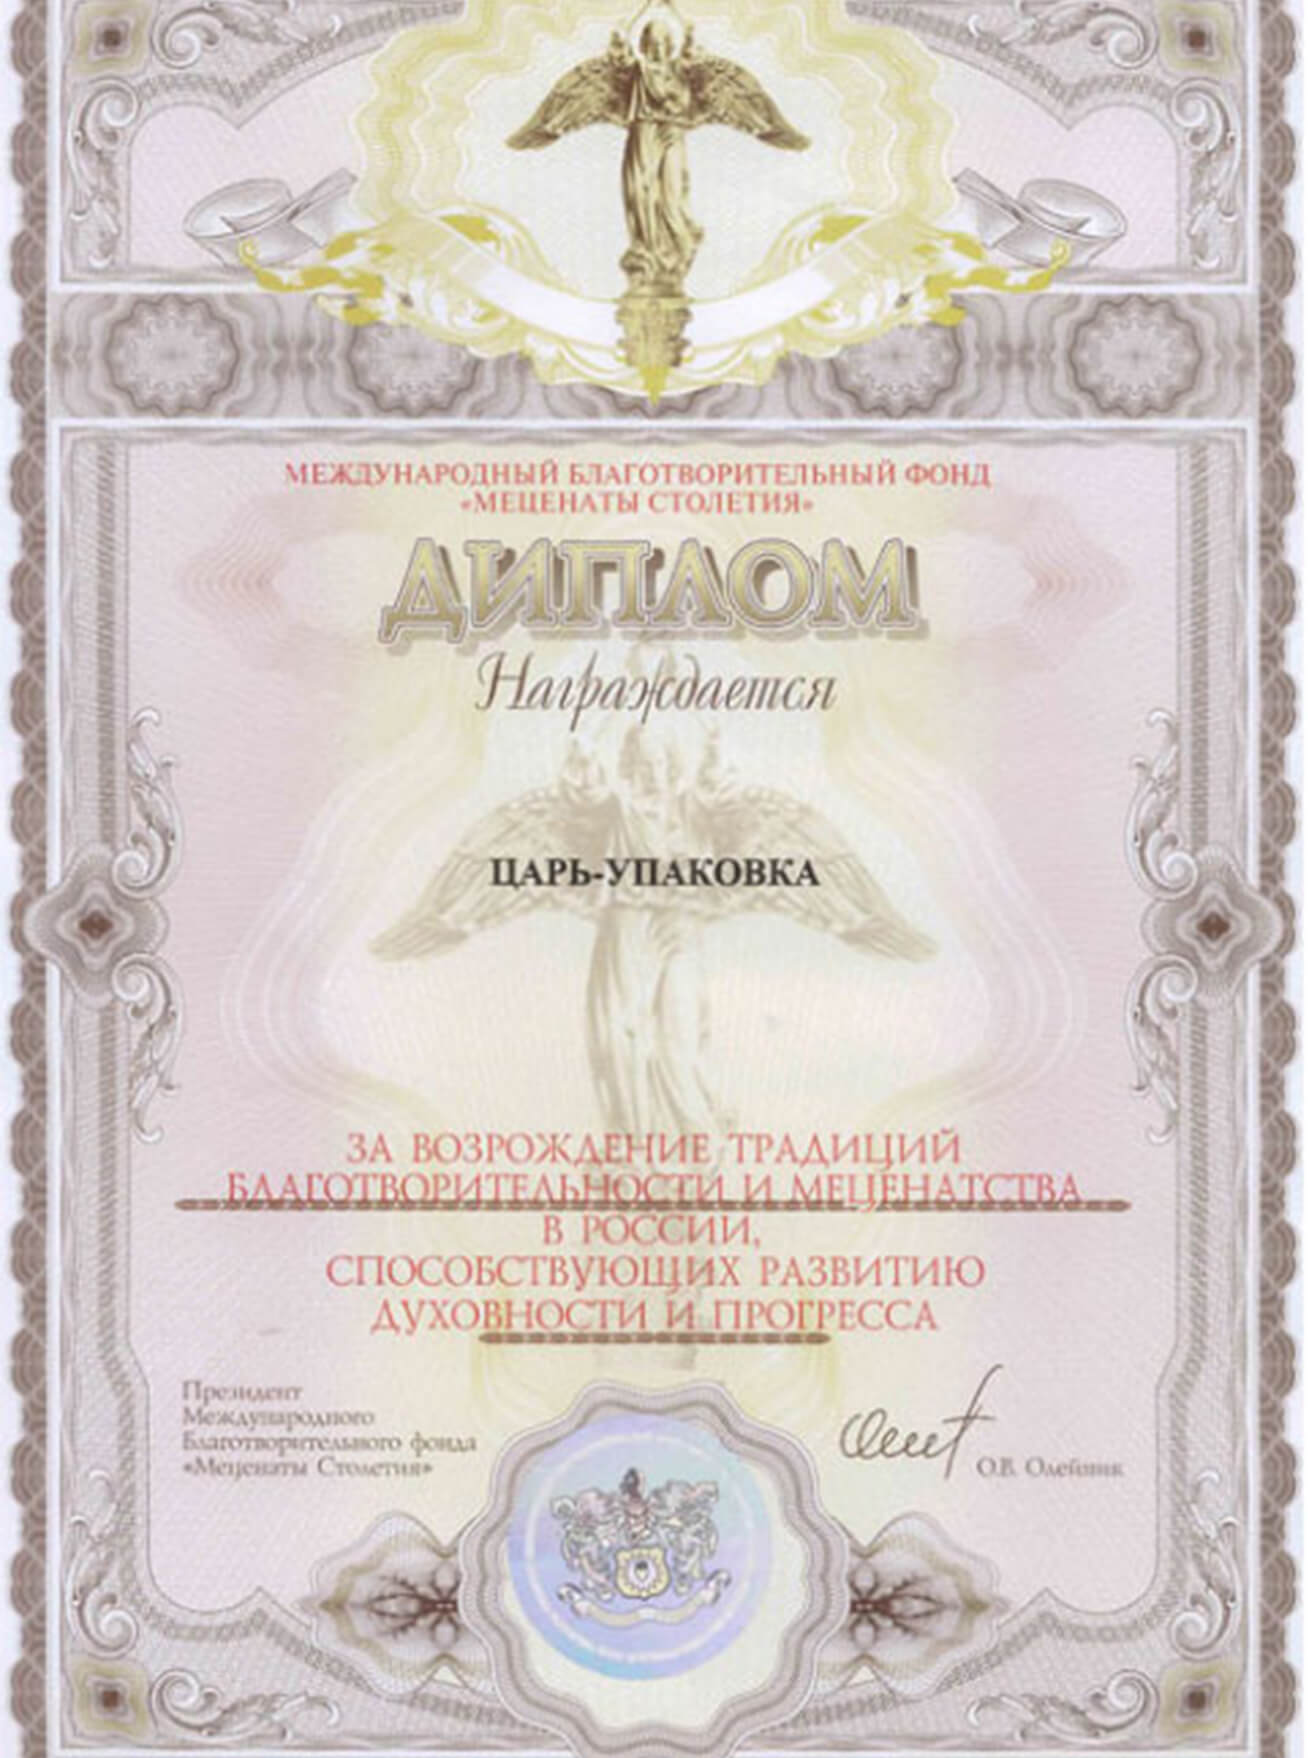 МЕЖДУНАРОДНЫЙ БЛАГОТВОРИТЕЛЬНЫЙ ФОНД
«МЕЦЕНАТЫ СТОЛЕТИЯ»
ДИПЛОМ
Награждается
ЦАРЬ-УПАКОВКА
ЗА ВОЗРОЖДЕНИЕ ТРАДИЦИЙ
БЛАГОТВОРИТЕЛЬНОСТИ И МЕЦЕНАТСТВА
В РОССИИ,
СПОСОБСТВУЮЩИХ РАЗВИТИЮ
ДУХОВНОСТИ И ПРОГРЕССА
Президент
Международного
Благотворительного фонда
«Меценаты Столетия»
О.В. Олейник